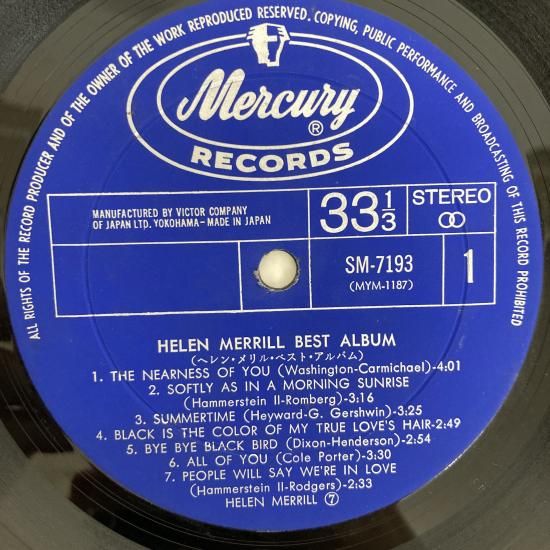 ALL RIGHTS OF THE RECORD PRODUCER AND OF THE OWNER OF THE WORK REPRODUCED RESERVED. COPYING, PUBLIC PERFORMANCE AND BROADCASTING OF THIS RECORD PROHIBITED
Mercury®
RECORDS
MANUFACTURED BY VICTOR COMPANY
OF JAPAN LTD. YOKOHAMA-MADE IN JAPAN
33 1/3
STEREO
SM-7193
(MYM-1187)
1
HELEN MERRILL BEST ALBUM
(ヘレン・メリル・ベスト・アルバム)
1. THE NEARNESS OF YOU (Washington-Carmichael)-4:01
2. SOFTLY AS IN A MORNING SUNRISE
(Hammerstein II-Romberg)-3:16
3. SUMMERTIME (Heyward-G. Gershwin)-3:25
4. BLACK IS THE COLOR OF MY TRUE LOVE'S HAIR-2:49
5. BYE BYE BLACK BIRD (Dixon-Henderson)-2:54
6. ALL OF YOU (Cole Porter)-3:30
7. PEOPLE WILL SAY WE'RE IN LOVE
(Hammerstein II-Rodgers)-2:33
HELEN MERRILL ⑦